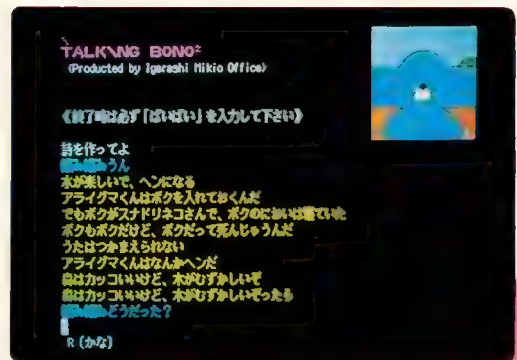 TALKING BONO²
(Producted by Igarashi Mikio Office)
《終了時は必ず「ばいばい」を入力して下さい》
詩を作ってよ
うん
水が楽しいで、ヘンになる
アライグマくんはボクを入れておくんだ
でもボクがスナドリネコさんで、ボクのにおいは着ていた
ボクもボクだけど、ボクだって死んじゃうんだ
うたはつかまえられない
アライグマくんはなんかヘンだ
森はカッコいいけど、木がむずかしいぞ
森はカッコいいけど、木がむずかしいぞったら
どうだった?
R (かな)